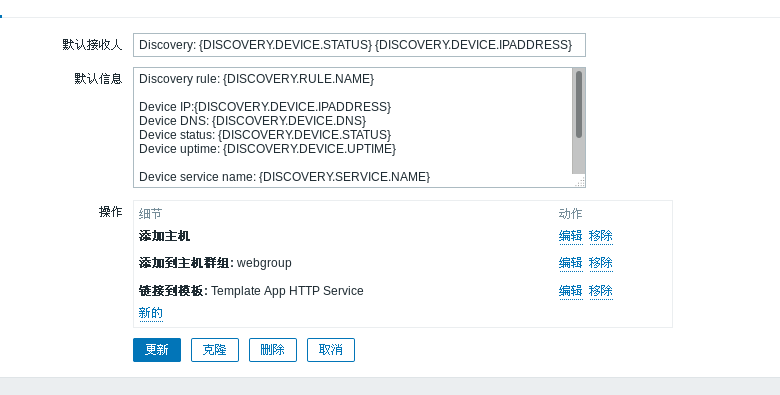 默认接收人 Discovery: {DISCOVERY.DEVICE.STATUS} {DISCOVERY.DEVICE.IPADDRESS}
默认信息 Discovery rule: {DISCOVERY.RULE.NAME}
Device IP:{DISCOVERY.DEVICE.IPADDRESS}
Device DNS: {DISCOVERY.DEVICE.DNS}
Device status: {DISCOVERY.DEVICE.STATUS}
Device uptime: {DISCOVERY.DEVICE.UPTIME}
Device service name: {DISCOVERY.SERVICE.NAME}
操作 细节 动作
添加主机 编辑 移除
添加到主机群组: webgroup 编辑 移除
链接到模板: Template App HTTP Service 编辑 移除
新的
更新 克隆 删除 取消